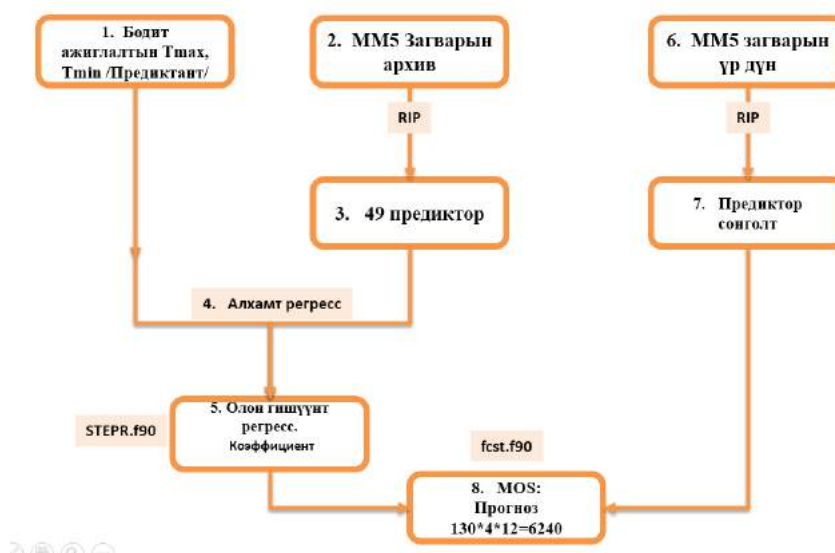 1. Бодит
ажиглалтын Tmax,
Tmin /Предиктант/
2. ММ5 Загварын
архив
6. ММ5 загварын
үр дүн
RIP
RIP
3. 49 предиктор
7. Предиктор
сонголт
4. Алхамт регресс
5. Олон гишүүнт
регресс.
Коэффициент
STEPR.f90
fcst.f90
8. MOS:
Прогноз
130*4*12=6240